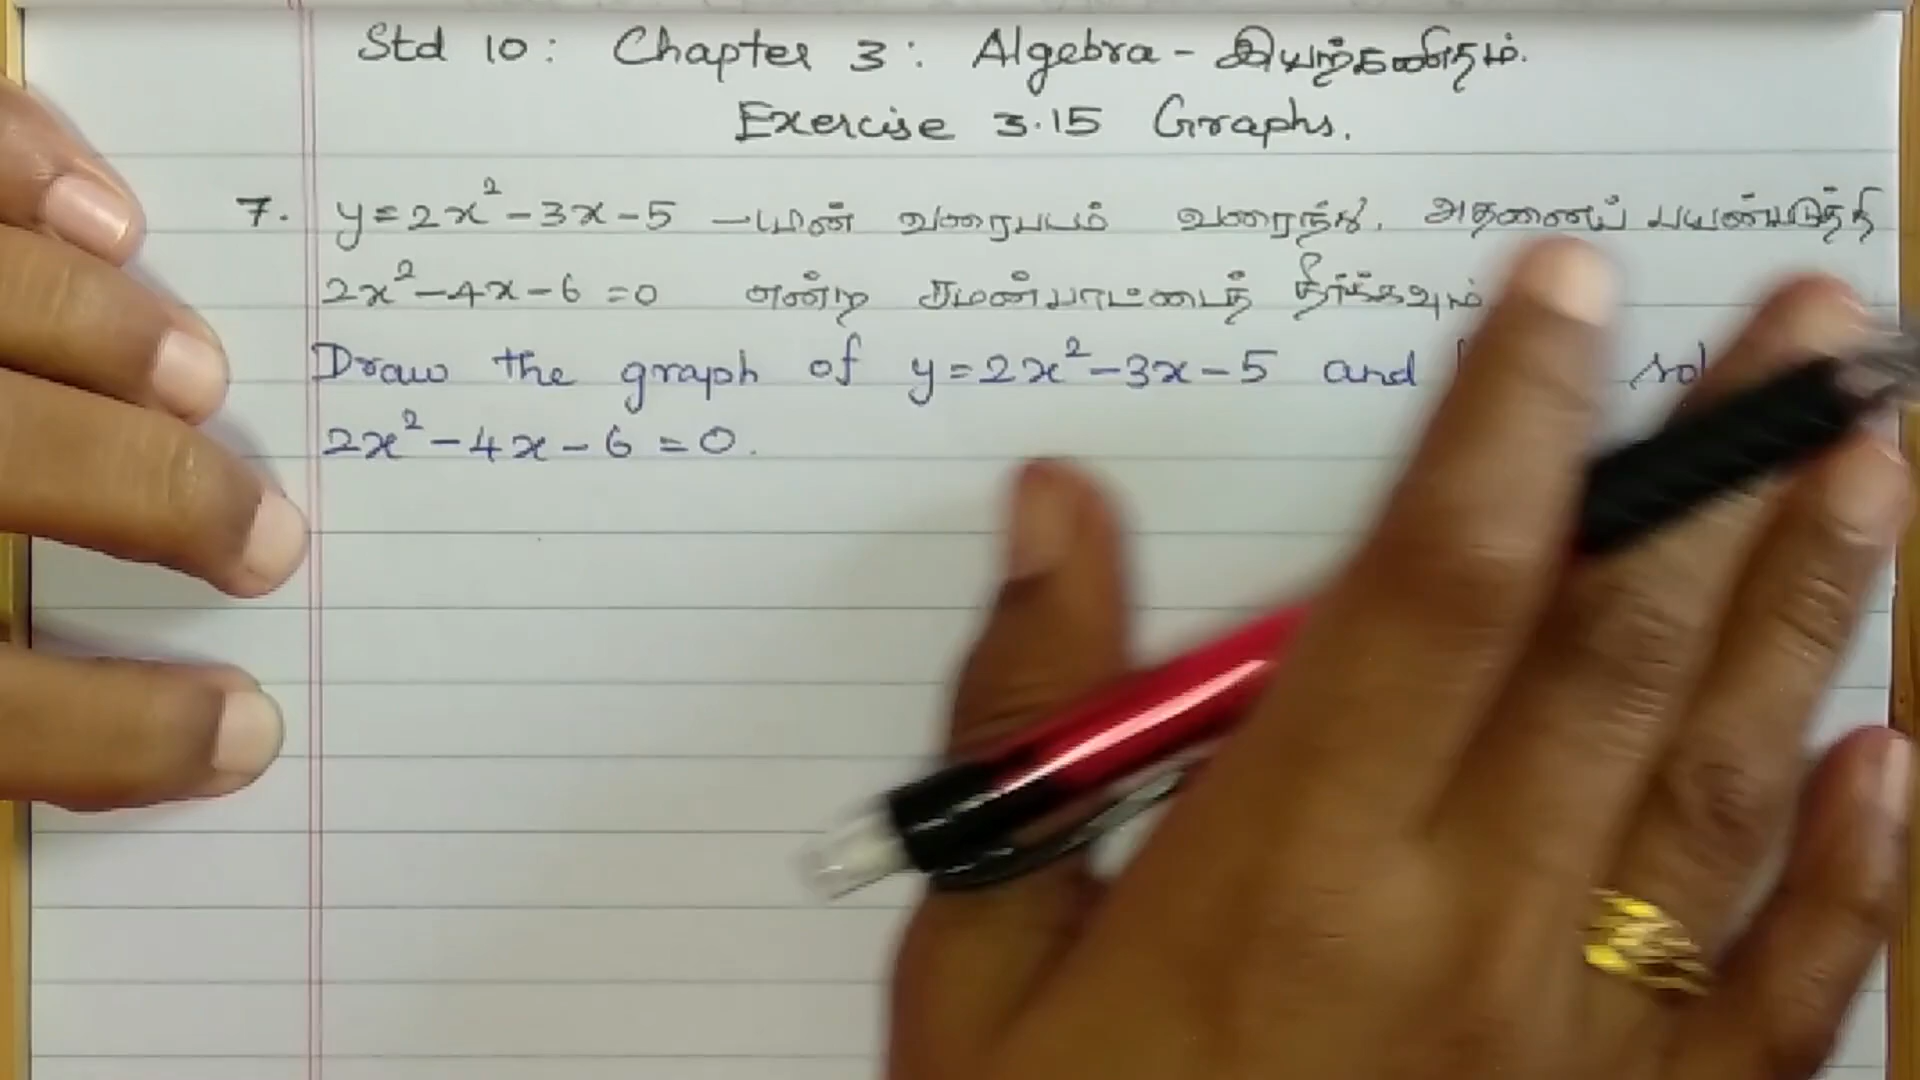 Std 10: Chapter 3: Algebra - இயற்கணிதம்.
Exercise 3.15 Graphs.
7. y=2x²-3x-5 -யின் வரைபடம் வரைந்து, அதனைப் பயன்படுத்தி
2x²-4x-6=0 என்ற சமன்பாட்டைத் தீர்க்கவும்
Draw the graph of y=2x²-3x-5 and
2x²-4x-6=0.